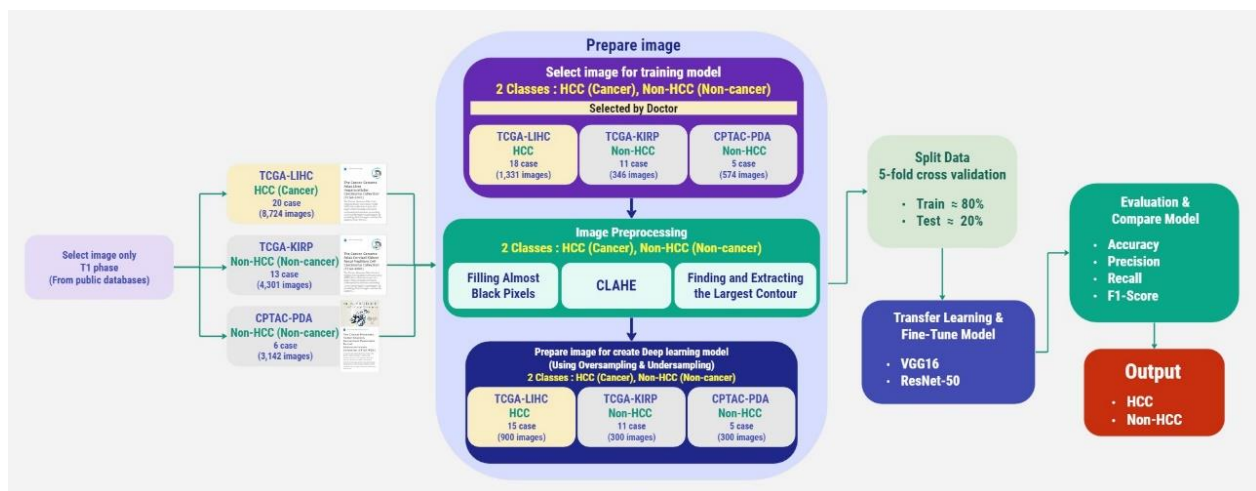 Select image only
T1 phase
(From public databases)
TCGA-LIHC
HCC (Cancer)
20 case
(8,724 images)
TCGA-KIRP
Non-HCC (Non-cancer)
13 case
(4,301 images)
CPTAC-PDA
Non-HCC (Non-cancer)
6 case
(3,142 images)
Prepare image
Select image for training model
2 Classes : HCC (Cancer), Non-HCC (Non-cancer)
Selected by Doctor
TCGA-LIHC
HCC
18 case
(1,331 images)
TCGA-KIRP
Non-HCC
11 case
(346 images)
CPTAC-PDA
Non-HCC
5 case
(574 images)
Image Preprocessing
2 Classes : HCC (Cancer), Non-HCC (Non-cancer)
Filling Almost
Black Pixels
CLAHE
Finding and Extracting
the Largest Contour
Prepare image for create Deep learning model
(Using Oversampling & Undersampling)
2 Classes : HCC (Cancer), Non-HCC (Non-cancer)
TCGA-LIHC
HCC
15 case
(900 images)
TCGA-KIRP
Non-HCC
11 case
(300 images)
CPTAC-PDA
Non-HCC
5 case
(300 images)
Split Data
5-fold cross validation
• Train ≈ 80%
• Test ≈ 20%
Transfer Learning &
Fine-Tune Model
• VGG16
• ResNet-50
Evaluation &
Compare Model
• Accuracy
• Precision
• Recall
• F1-Score
Output
• HCC
• Non-HCC